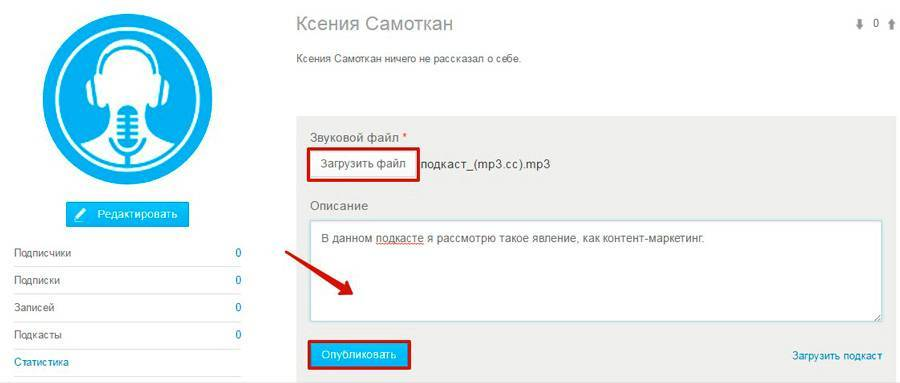 Ксения Самоткан
0
Ксения Самоткан ничего не рассказал о себе.
Редактировать
Подписчики 0
Подписки 0
Записей 0
Подкасты 0
Статистика
Звуковой файл *
Загрузить файл подкаст_(mp3.cc).mp3
Описание
В данном подкасте я рассмотрю такое явление, как контент-маркетинг.
Опубликовать
Загрузить подкаст